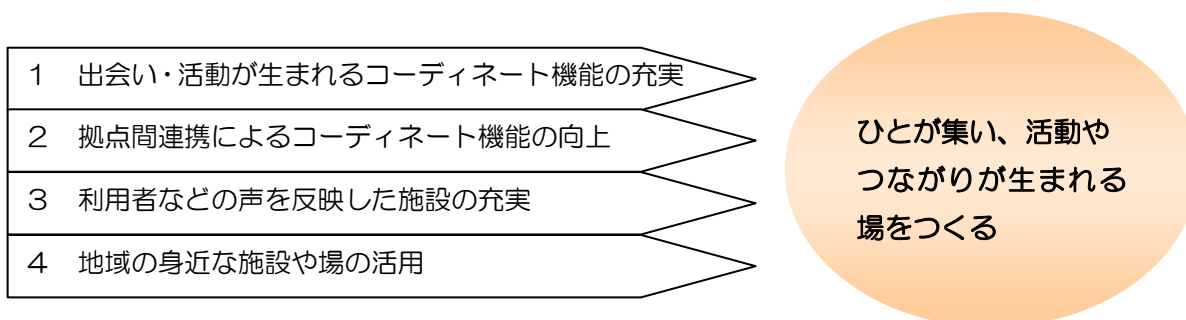 １　出会い・活動が生まれるコーディネート機能の充実
２　拠点間連携によるコーディネート機能の向上
３　利用者などの声を反映した施設の充実
４　地域の身近な施設や場の活用
ひとが集い、活動や
つながりが生まれる
場をつくる